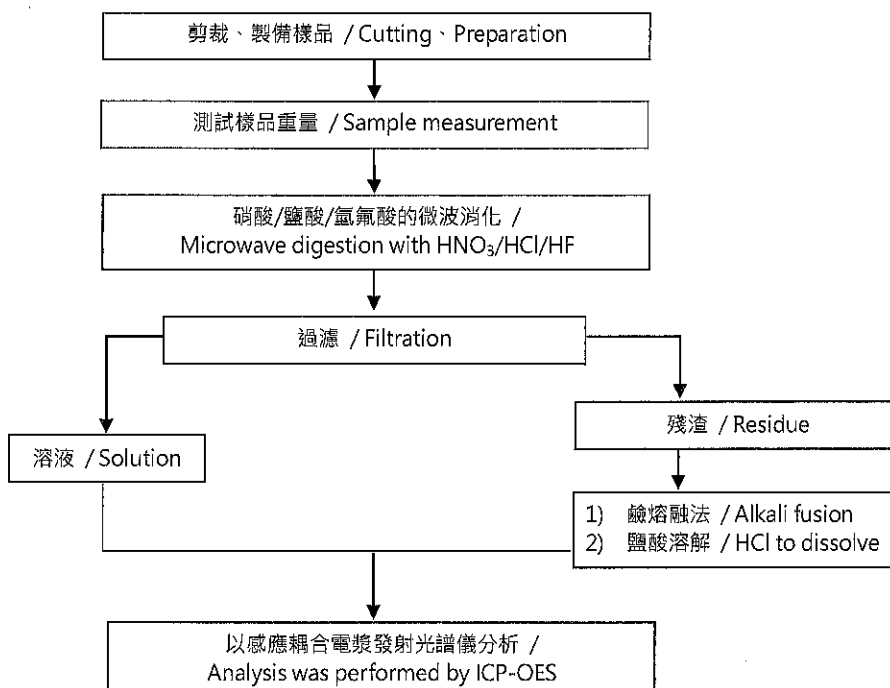 剪裁、製備樣品 / Cutting、Preparation
測試樣品重量 / Sample measurement
硝酸/鹽酸/氫氟酸的微波消化 /
Microwave digestion with HNO₃/HCl/HF
過濾 / Filtration
溶液 / Solution
殘渣 / Residue
1) 鹼熔融法 / Alkali fusion
2) 鹽酸溶解 / HCl to dissolve
以感應耦合電漿發射光譜儀分析 /
Analysis was performed by ICP-OES